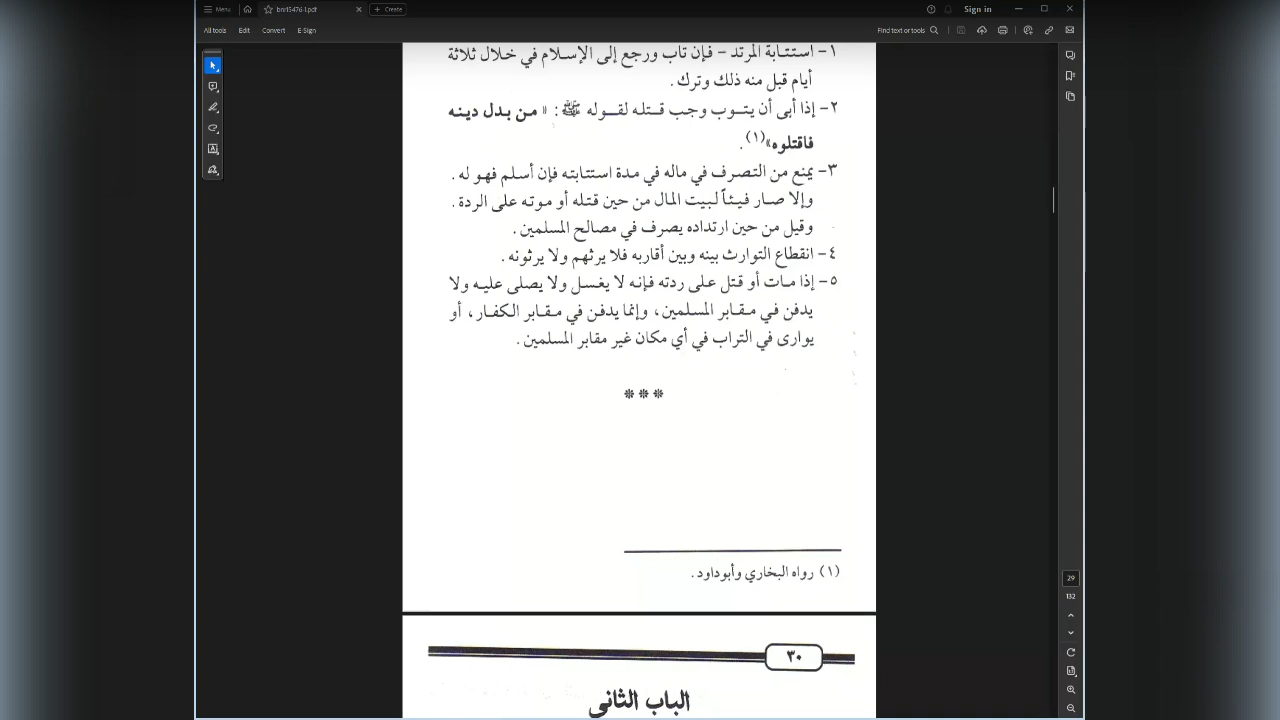 Menu
bnr13476-1.pdf
Create
Sign in
All tools
Edit
Convert
E-Sign
Find text or tools
١- استتابة المرتد – فإن تاب ورجع إلى الإسلام في خلال ثلاثة
أيام قبل منه ذلك وترك .
٢- إذا أبى أن يتوب وجب قتله لقوله ﷺ : « من بدل دينه
فاقتلوه»(١).
٣- يمنع من التصرف في ماله في مدة استتابته فإن أسلم فهو له .
وإلا صار فيئاً لبيت المال من حين قتله أو موته على الردة .
وقيل من حين ارتداده يصرف في مصالح المسلمين.
٤- انقطاع التوارث بينه وبين أقاربه فلا يرثهم ولا يرثونه .
٥- إذا مات أو قتل على ردته فإنه لا يغسل ولا يصلى عليه ولا
يدفن في مقابر المسلمين، وإنما يدفن في مقابر الكفار، أو
يوارى في التراب في أي مكان غير مقابر المسلمين .
***
(١) رواه البخاري وأبوداود .
29
132
٣٠
الباب الثاني